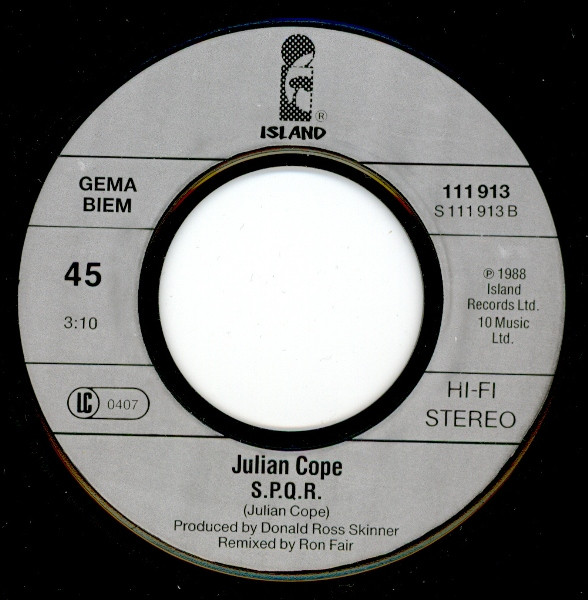 ®
ISLAND
GEMA
BIEM
111 913
S 111 913 B
45
3:10
℗ 1988
Island
Records Ltd.
10 Music
Ltd.
LC 0407
HI-FI
STEREO
Julian Cope
S.P.Q.R.
(Julian Cope)
Produced by Donald Ross Skinner
Remixed by Ron Fair